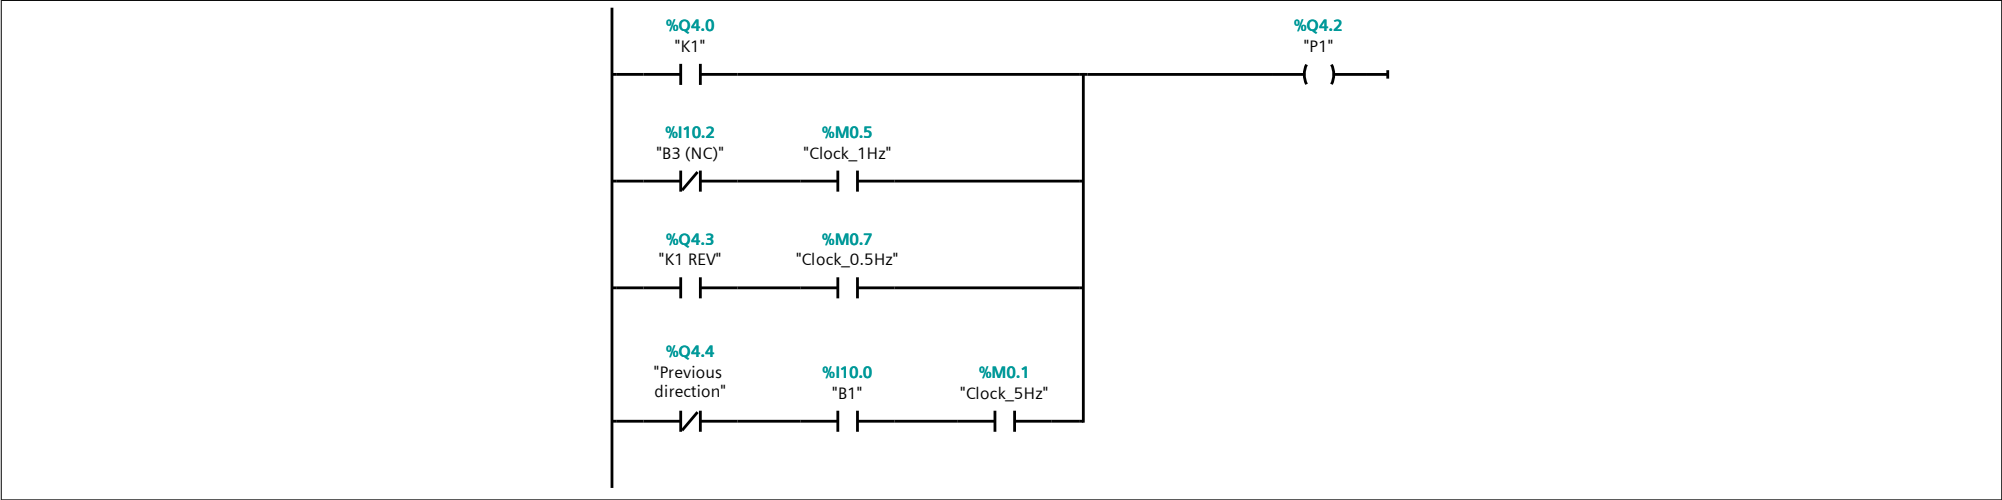 %Q4.0
"K1"
%Q4.2
"P1"
%I10.2
"B3 (NC)"
%M0.5
"Clock_1Hz"
%Q4.3
"K1 REV"
%M0.7
"Clock_0.5Hz"
%Q4.4
"Previous
direction"
%I10.0
"B1"
%M0.1
"Clock_5Hz"